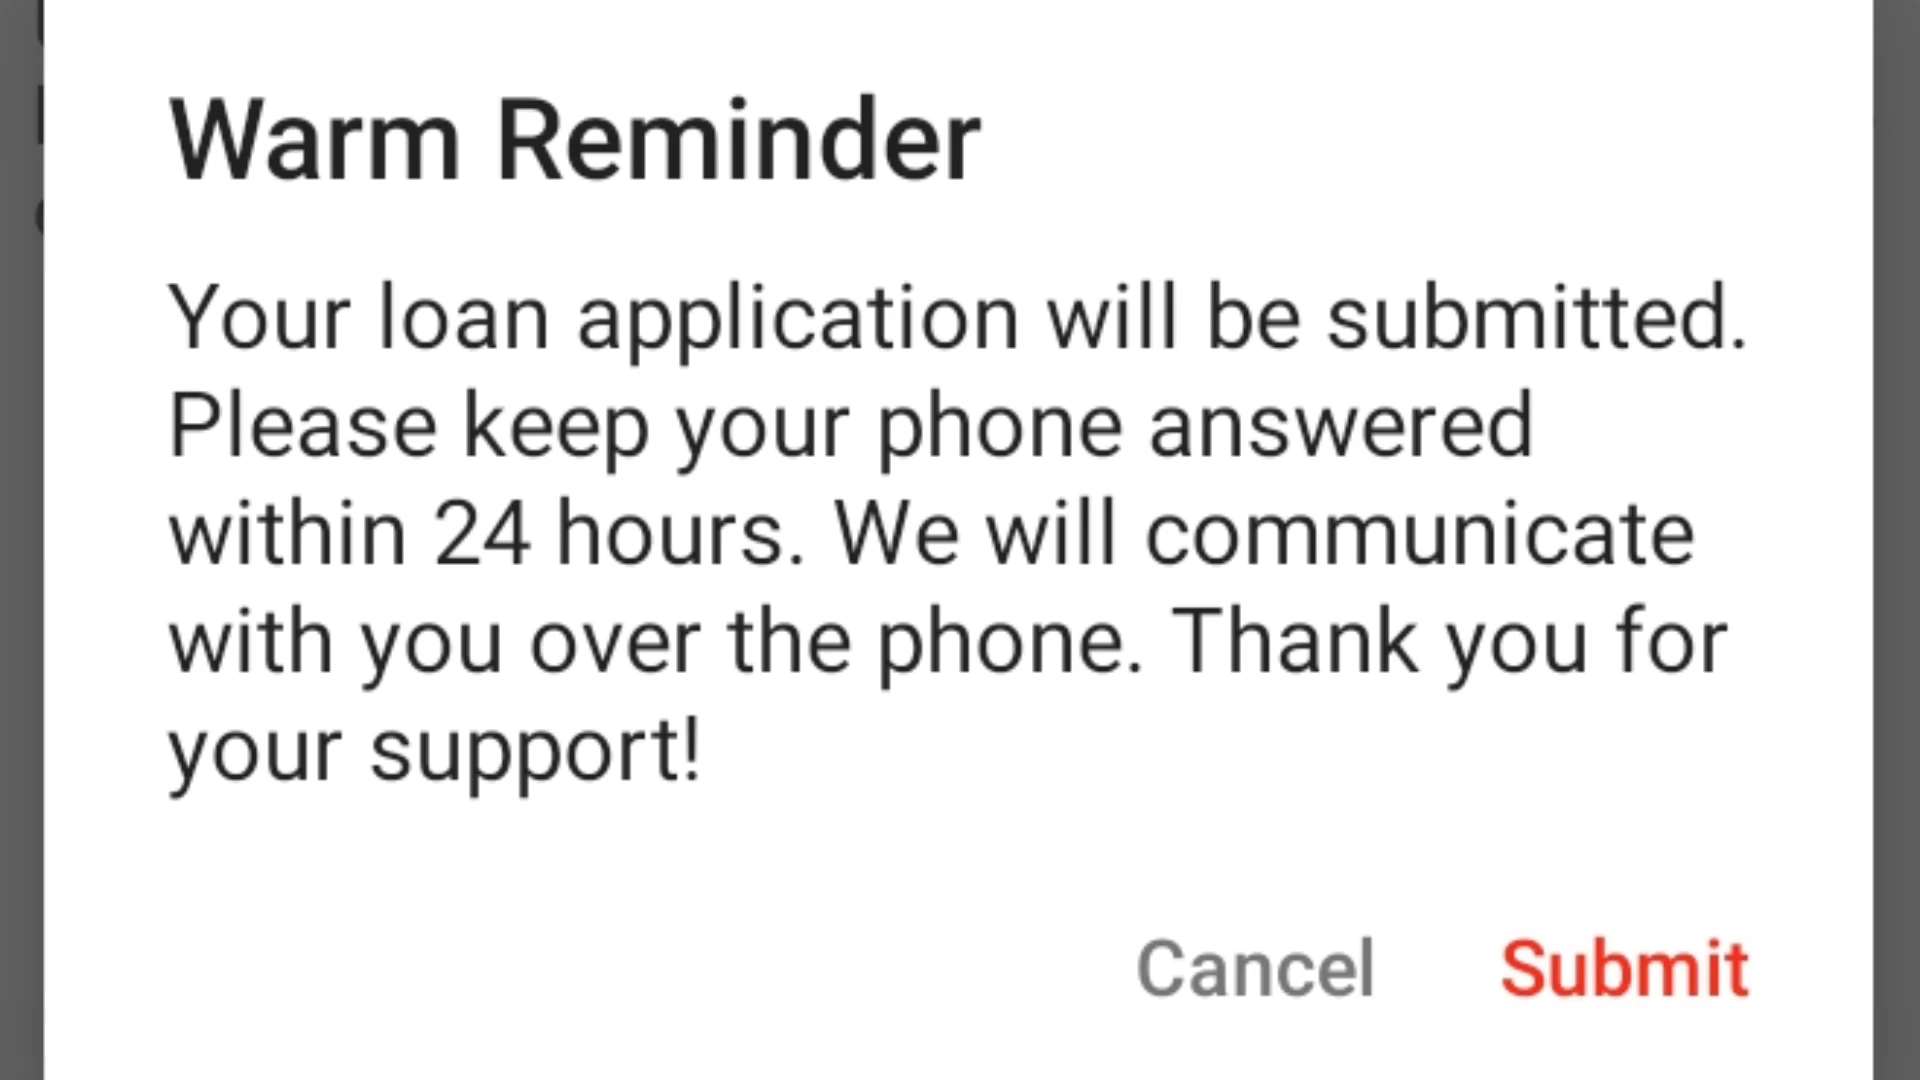 Warm Reminder
Your loan application will be submitted.
Please keep your phone answered
within 24 hours. We will communicate
with you over the phone. Thank you for
your support!
Cancel Submit